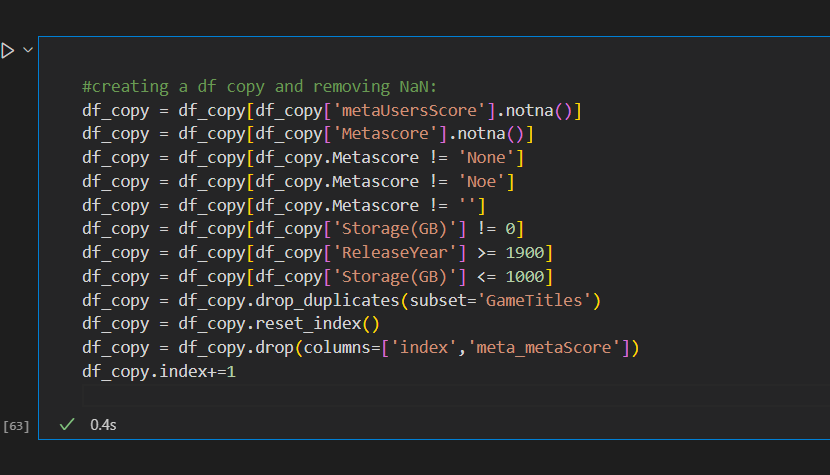 #creating a df copy and removing NaN:
df_copy = df_copy[df_copy['metaUsersScore'].notna()]
df_copy = df_copy[df_copy['Metascore'].notna()]
df_copy = df_copy[df_copy.Metascore != 'None']
df_copy = df_copy[df_copy.Metascore != 'Noe']
df_copy = df_copy[df_copy.Metascore != '']
df_copy = df_copy[df_copy['Storage(GB)'] != 0]
df_copy = df_copy[df_copy['ReleaseYear'] >= 1900]
df_copy = df_copy[df_copy['Storage(GB)'] <= 1000]
df_copy = df_copy.drop_duplicates(subset='GameTitles')
df_copy = df_copy.reset_index()
df_copy = df_copy.drop(columns=['index','meta_metaScore'])
df_copy.index+=1
[63] 0.4s